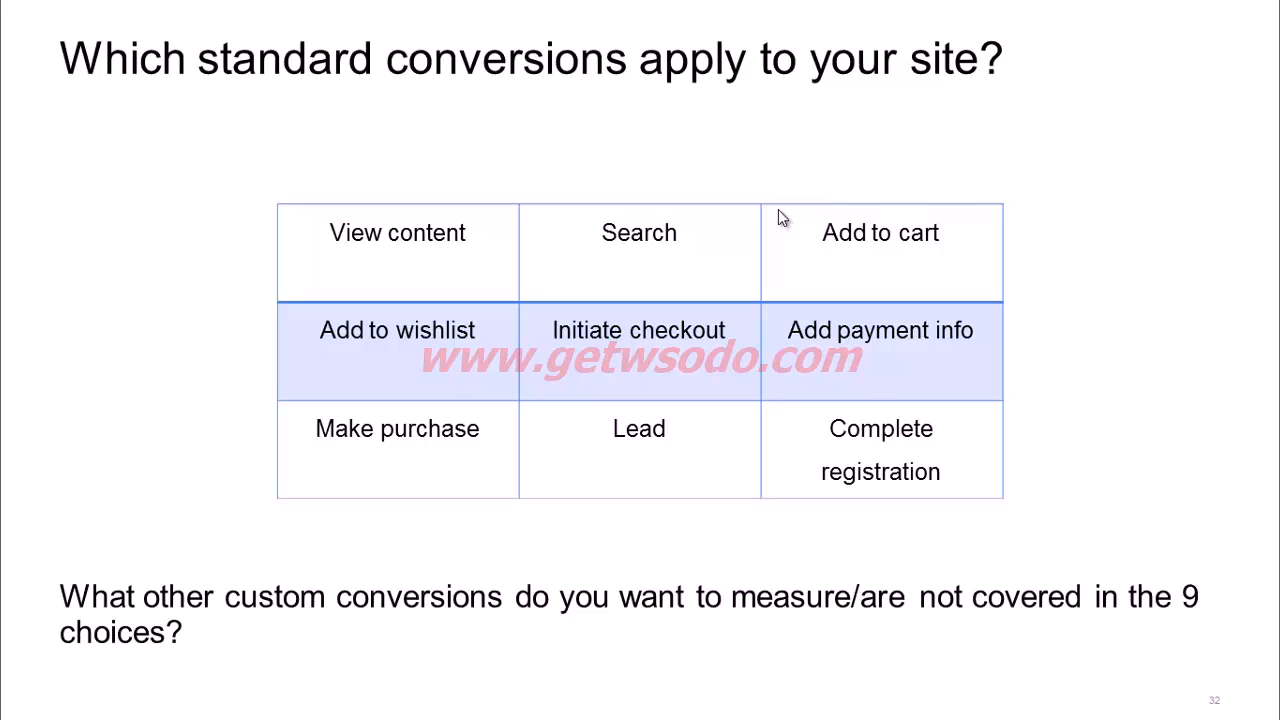 Which standard conversions apply to your site?
View content
Search
Add to cart
Add to wishlist
Initiate checkout
Add payment info
www.getwsodo.com
Make purchase
Lead
Complete
registration
What other custom conversions do you want to measure/are not covered in the 9
choices?
32